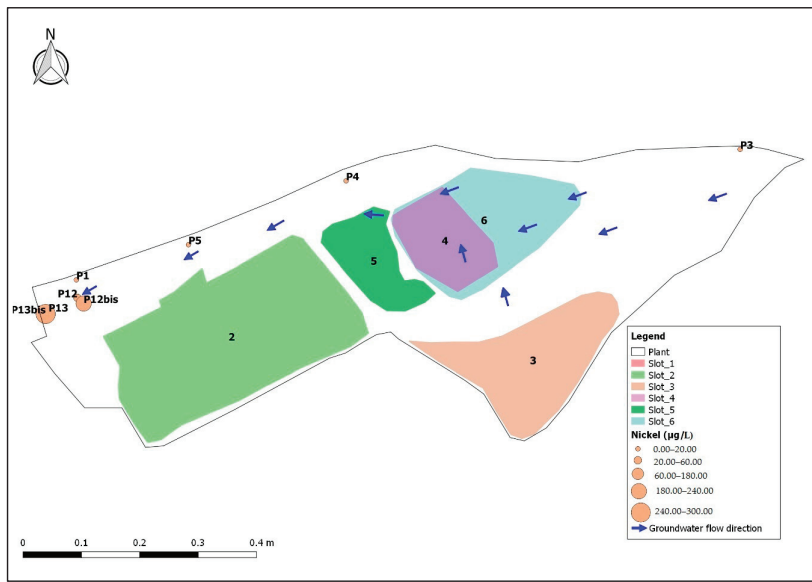 N
P3
P4
6
4
P5
5
P1
P12
P12bis
P13bis P13
2
3
Legend
Plant
Slot_1
Slot_2
Slot_3
Slot_4
Slot_5
Slot_6
Nickel (µg/L)
0.00–20.00
20.00–60.00
60.00–180.00
180.00–240.00
240.00–300.00
Groundwater flow direction
0 0.1 0.2 0.3 0.4 m